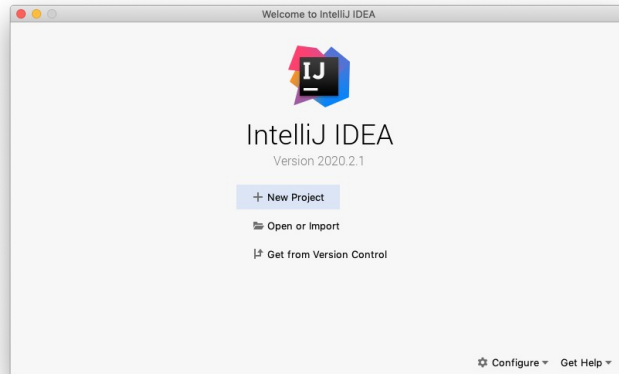 Welcome to IntelliJ IDEA
IJ
IntelliJ IDEA
Version 2020.2.1
New Project
Open or Import
Get from Version Control
Configure Get Help